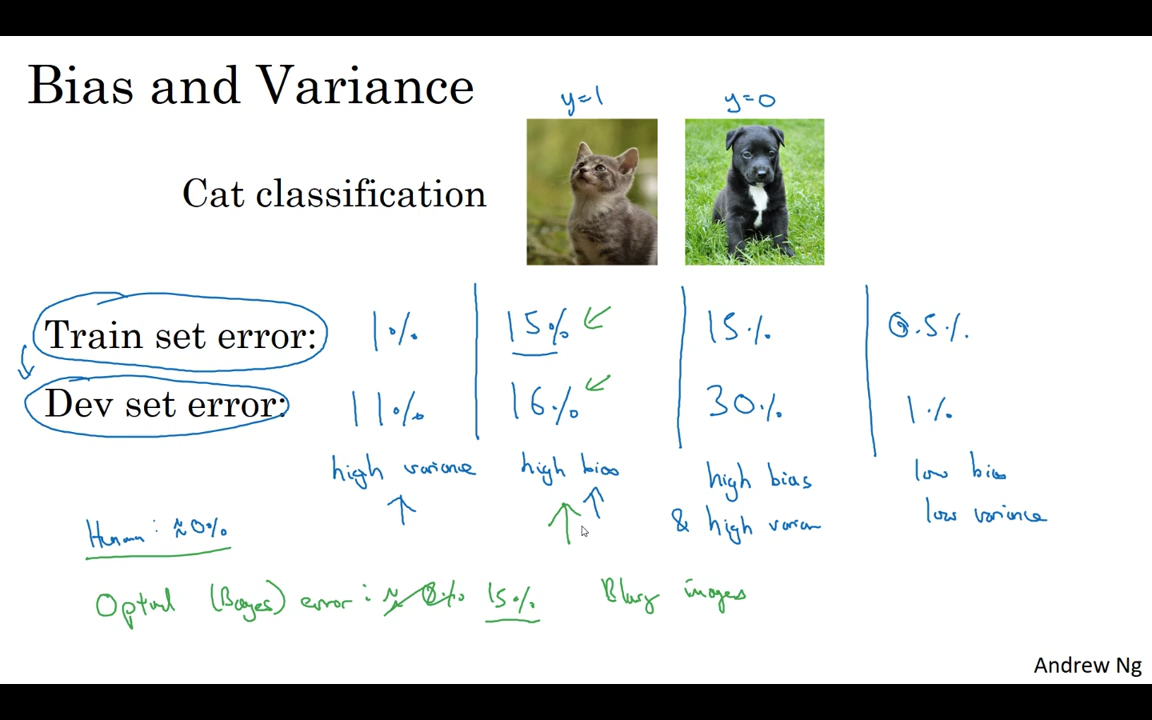 Bias and Variance
y=1 y=0
Cat classification
Train set error: 1% 15% 15% 0.5%
Dev set error: 11% 16% 30% 1%
high variance high bias high bias low bias
& high varian low variance
Human: ≈0%
Optimal (Bayes) error: ≈ 0% 15% Blurry images
Andrew Ng